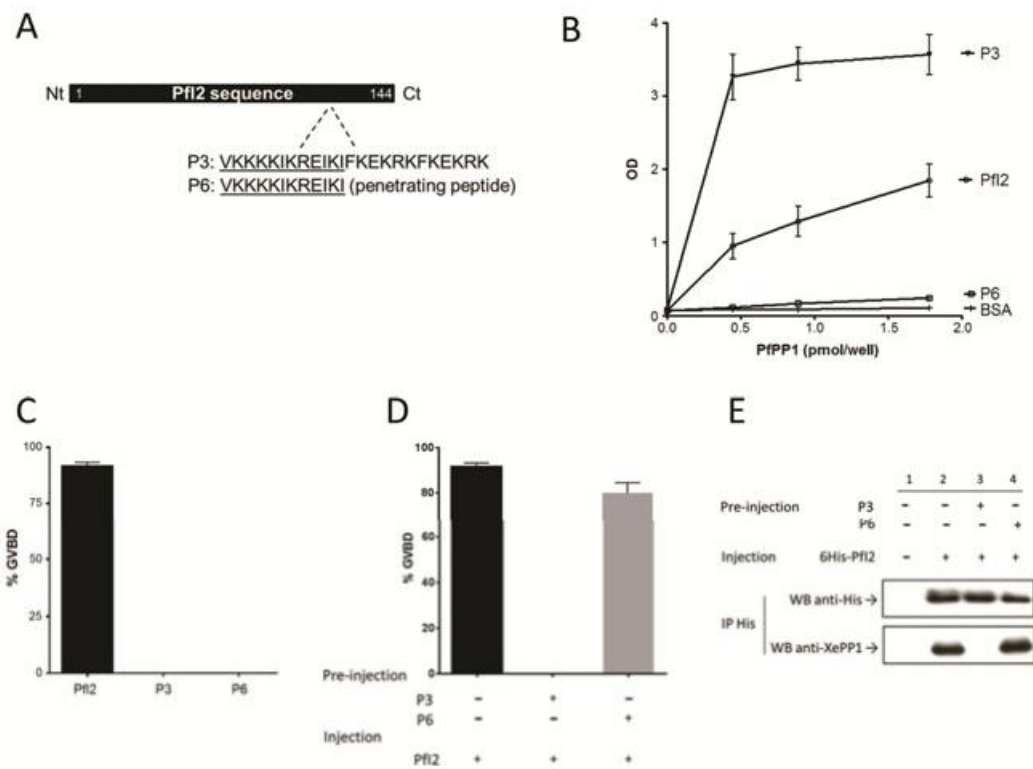 A
Nt 1 PfI2 sequence 144 Ct
P3: VKKKKIKREIKIFKEKRKFKEKRK
P6: VKKKKIKREIKI (penetrating peptide)
B
OD
4
3
2
1
0
0.0 0.5 1.0 1.5 2.0
PfPP1 (pmol/well)
P3
PfI2
P6
BSA
C
% GVBD
100
75
50
25
0
PfI2 P3 P6
D
% GVBD
100
80
60
40
20
0
Pre-injection
P3 - + -
P6 - - +
Injection
PfI2 + + +
E
1 2 3 4
Pre-injection P3 - - + -
P6 - - - +
Injection 6His-PfI2 - + + +
IP His
WB anti-His →
WB anti-XePP1 →